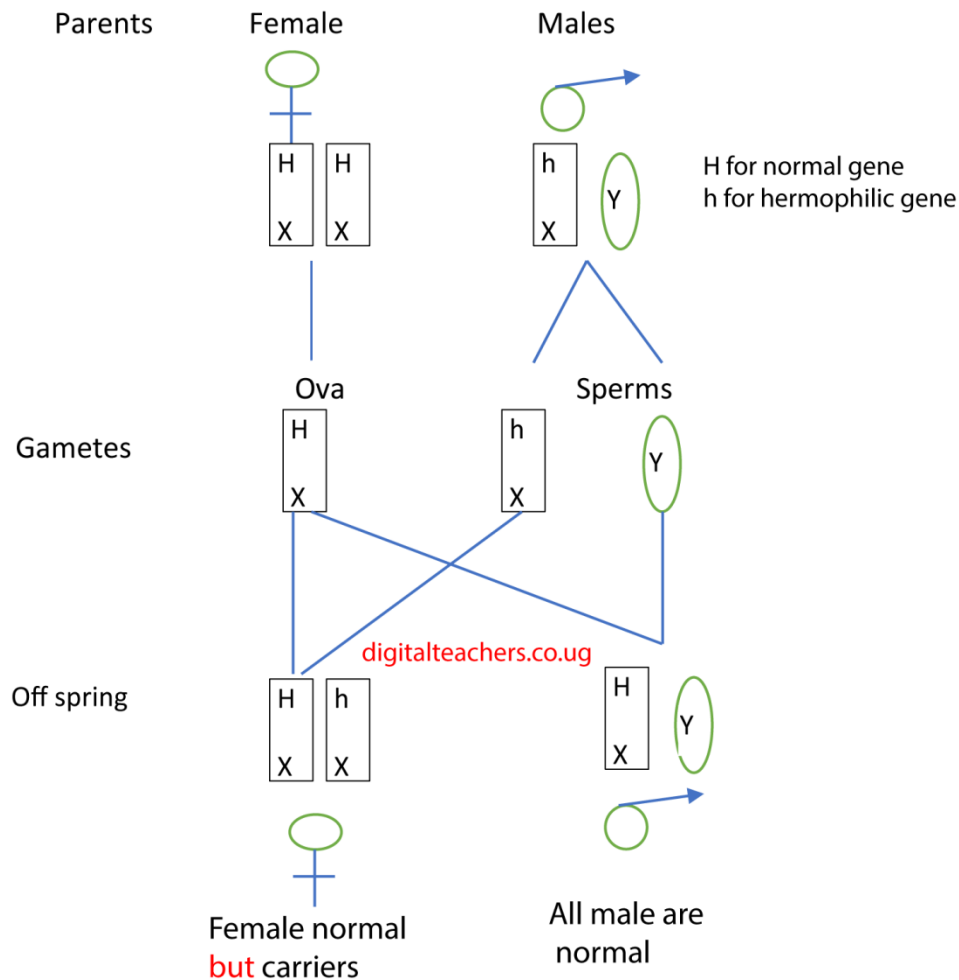 Parents Female Males
H H h
X X X Y
H for normal gene
h for hermophilic gene
Ova Sperms
Gametes
H h
X X Y
digitalteachers.co.ug
Off spring
H h H
X X X Y
Female normal
but carriers
All male are
normal